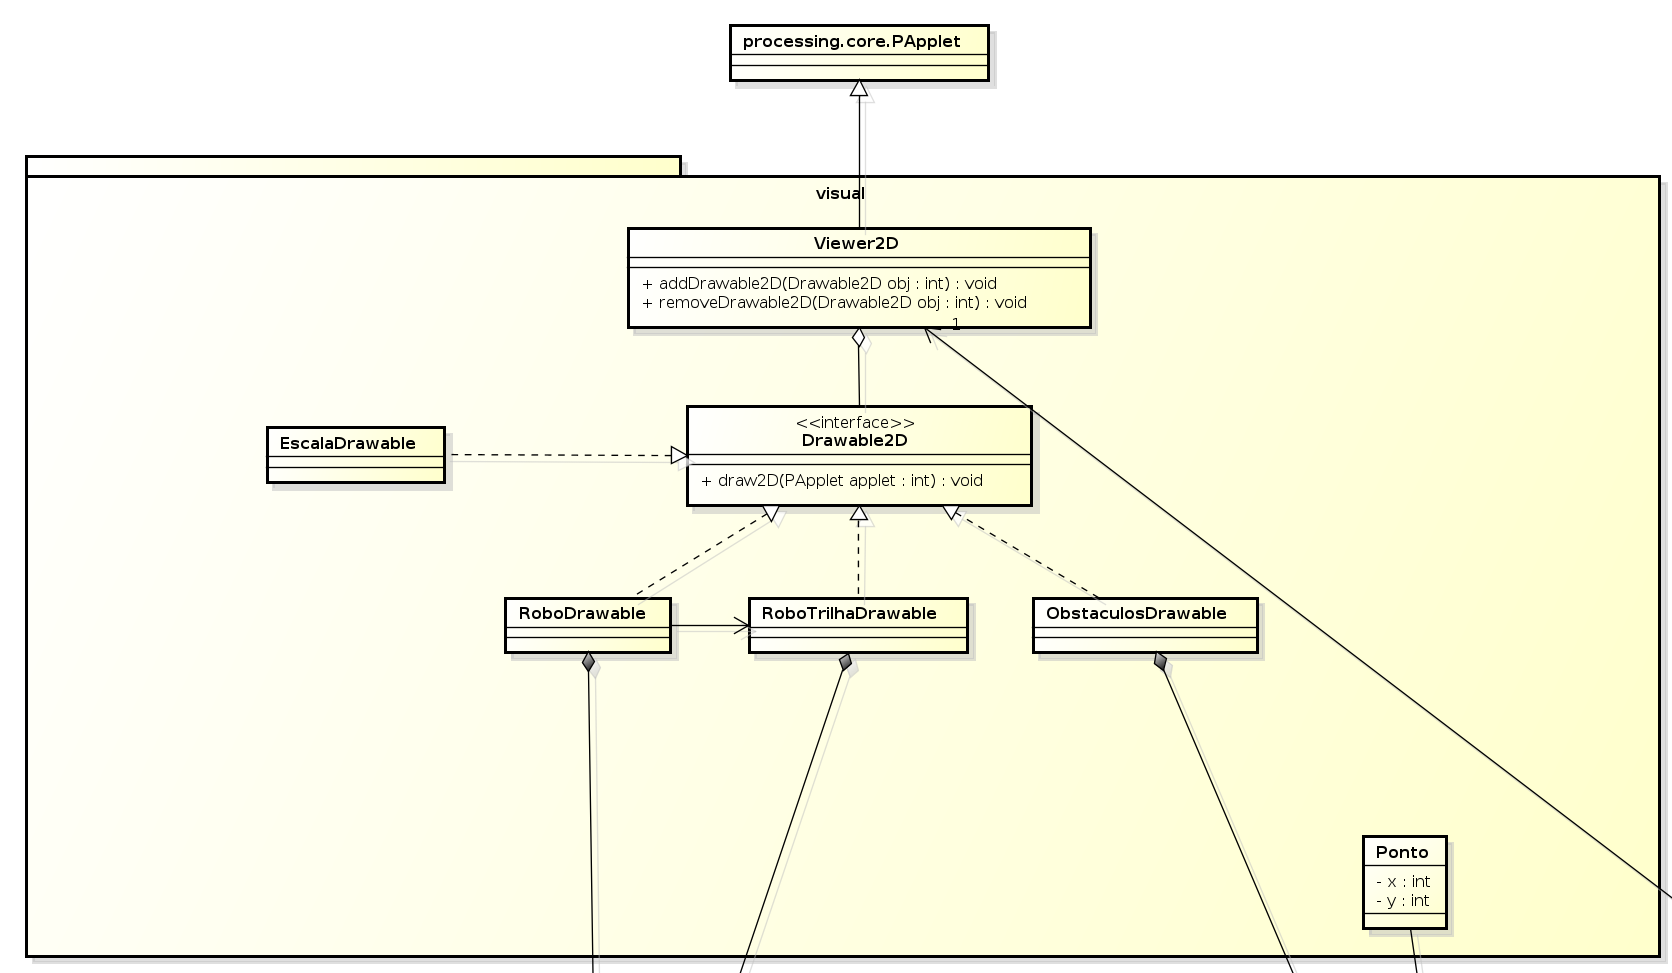 processing.core.PApplet
visual
Viewer2D
+ addDrawable2D(Drawable2D obj : int) : void
+ removeDrawable2D(Drawable2D obj : int) : void
1
<<interface>>
Drawable2D
+ draw2D(PApplet applet : int) : void
EscalaDrawable
RoboDrawable
RoboTrilhaDrawable
ObstaculosDrawable
Ponto
- x : int
- y : int